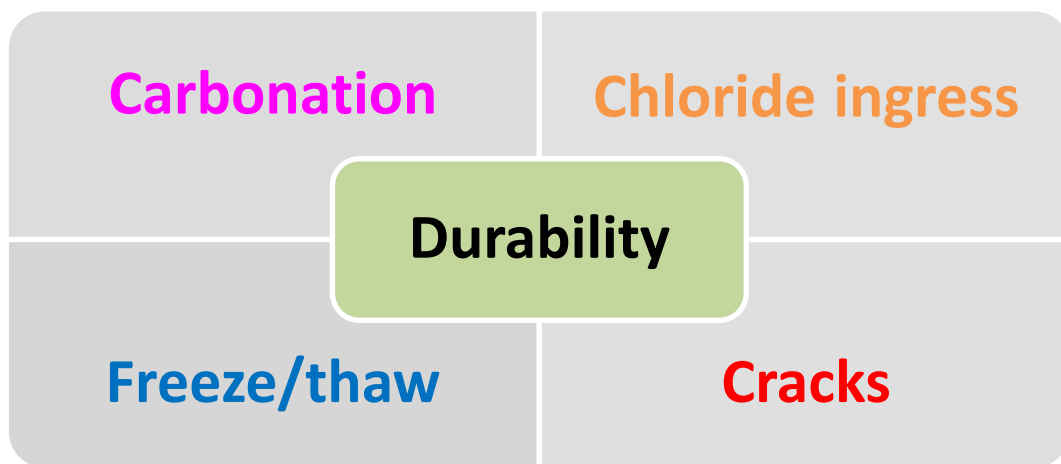 Carbonation
Chloride ingress
Durability
Freeze/thaw
Cracks